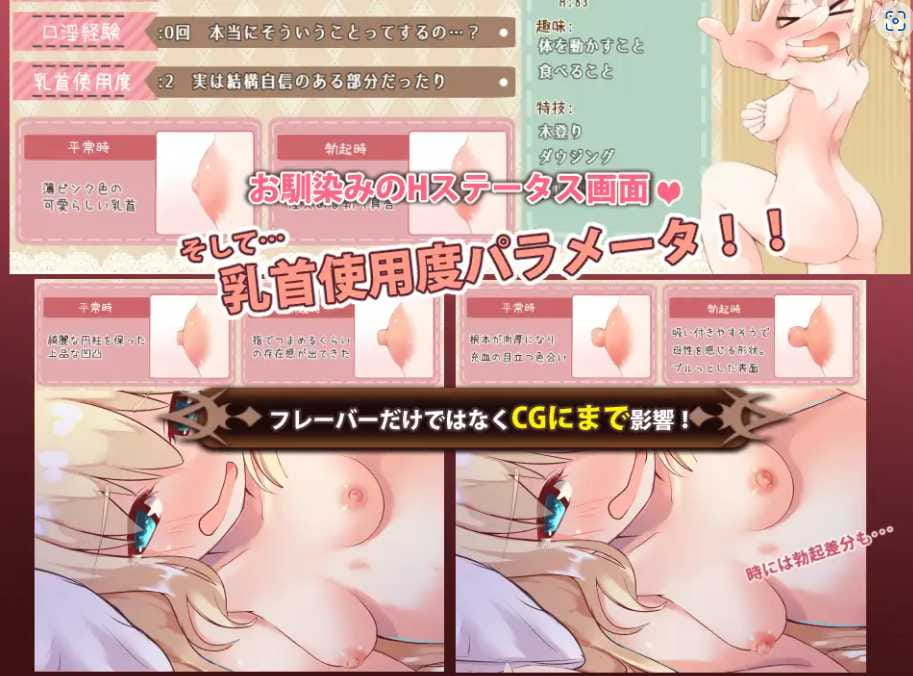 H:83
口淫経験
:0回 本当にそういうことってするの…？
乳首使用度
:2 実は結構自信のある部分だったり
趣味:
体を動かすこと
食べること
特技:
木登り
ダウジング
平常時
薄ピンク色の
可愛らしい乳首
勃起時
お馴染みのHステータス画面♥
そして…
乳首使用度パラメータ！！
平常時
綺麗な円柱を保った
上品な凹凸
指でつまめるくらい
の存在感が出てきた
平常時
根本が肉厚になり
充血の目立つ色合い
勃起時
吸い付きやすそうで
母性を感じる形状。
プルっとした表面
フレーバーだけではなくCGにまで影響！
時には勃起差分も…